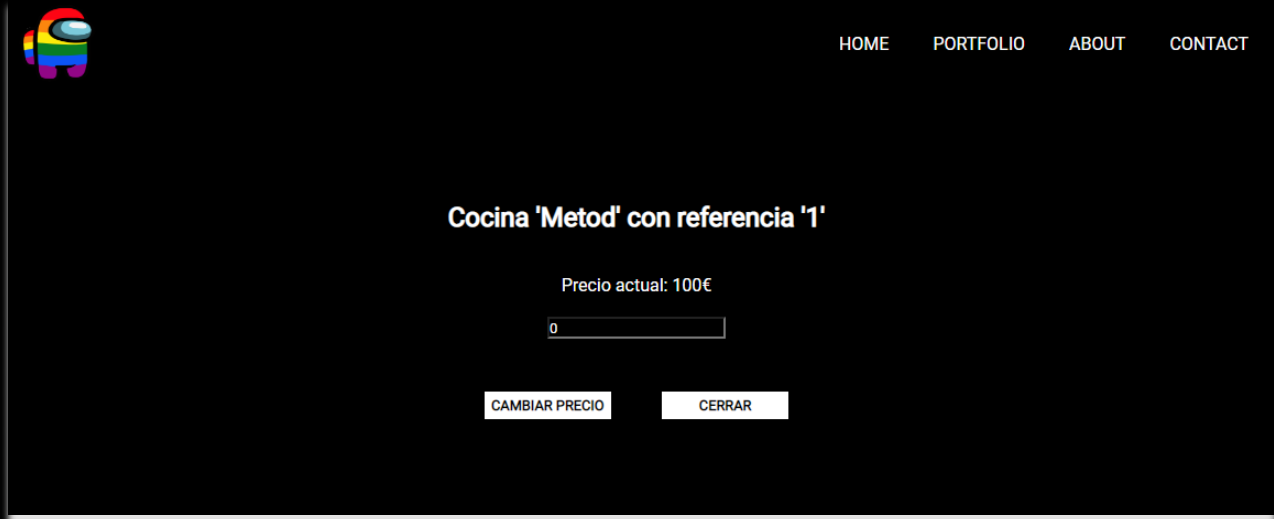 HOME PORTFOLIO ABOUT CONTACT
Cocina 'Metod' con referencia '1'
Precio actual: 100€
0
CAMBIAR PRECIO CERRAR